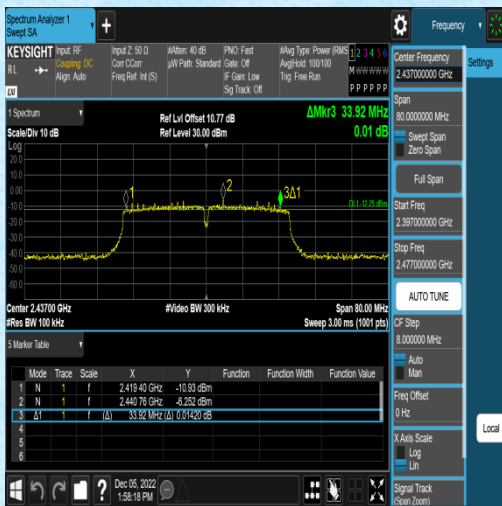 Spectrum Analyzer 1
Swept SA
Frequency
KEYSIGHT
RL
Input: RF
Coupling: DC
Align: Auto
Input Z: 50 Ω
Corr CCorr
Freq Ref: Int (S)
#Atten: 40 dB
µW Path: Standard
PNO: Fast
Gate: Off
IF Gain: Low
Sig Track: Off
#Avg Type: Power (RMS
Avg|Hold: 100/100
Trig: Free Run
1 2 3 4 5 6
M W W W W W
P P P P P P
Settings
1 Spectrum
Scale/Div 10 dB
Ref Lvl Offset 10.77 dB
Ref Level 30.00 dBm
ΔMkr3 33.92 MHz
0.01 dB
Log
20.0
10.0
0.00
-10.0
-20.0
-30.0
-40.0
-50.0
-60.0
1
2
3Δ1
DL1 -12.25 dBm
Center 2.43700 GHz
#Res BW 100 kHz
#Video BW 300 kHz
Span 80.00 MHz
Sweep 3.00 ms (1001 pts)
5 Marker Table
Mode Trace Scale X Y Function Function Width Function Value
1 N 1 f 2.419 40 GHz -10.93 dBm
2 N 1 f 2.440 76 GHz -6.252 dBm
3 Δ1 1 f (Δ) 33.92 MHz (Δ) 0.01420 dB
4
5
6
Dec 05, 2022
1:58:18 PM
Center Frequency
2.437000000 GHz
Span
80.0000000 MHz
Swept Span
Zero Span
Full Span
Start Freq
2.397000000 GHz
Stop Freq
2.477000000 GHz
AUTO TUNE
CF Step
8.000000 MHz
Auto
Man
Freq Offset
0 Hz
X Axis Scale
Log
Lin
Signal Track
(Span Zoom)
Local